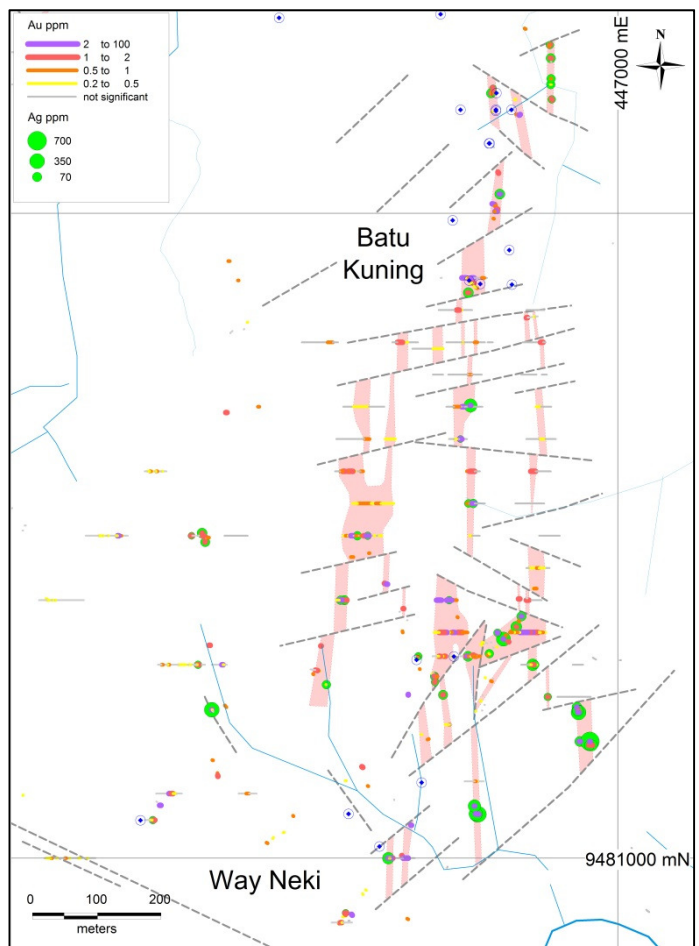 Au ppm
2 to 100
1 to 2
0.5 to 1
0.2 to 0.5
not significant
Ag ppm
700
350
70
N
447000 mE
Batu
Kuning
9481000 mN
Way Neki
0 100 200
meters